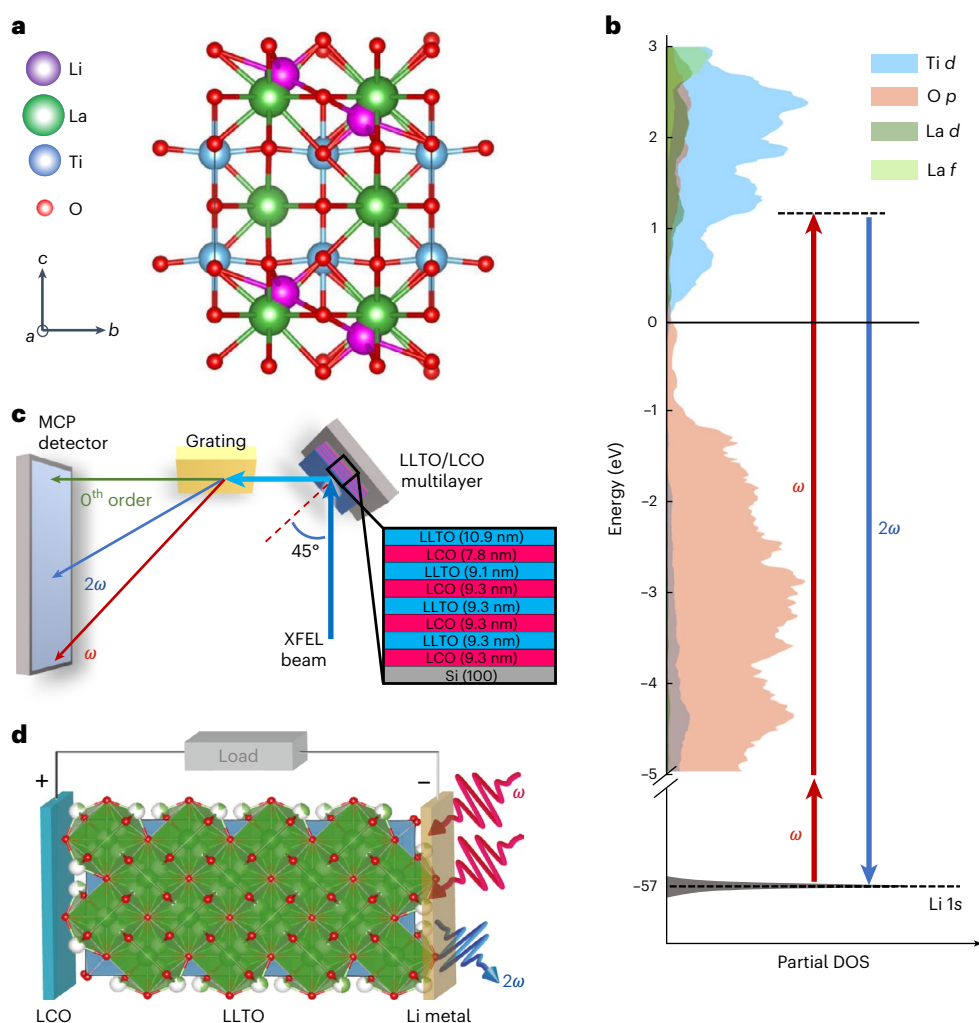 a
Li
La
Ti
O
c
a
b
b
3
2
1
0
−1
−2
−3
−4
−5
−57
Energy (eV)
Ti d
O p
La d
La f
ω
2ω
ω
Li 1s
Partial DOS
c
MCP
detector
Grating
LLTO/LCO
multilayer
0th order
45°
2ω
ω
XFEL
beam
LLTO (10.9 nm)
LCO (7.8 nm)
LLTO (9.1 nm)
LCO (9.3 nm)
LLTO (9.3 nm)
LCO (9.3 nm)
LLTO (9.3 nm)
LCO (9.3 nm)
Si (100)
d
Load
+
−
ω
2ω
LCO
LLTO
Li metal